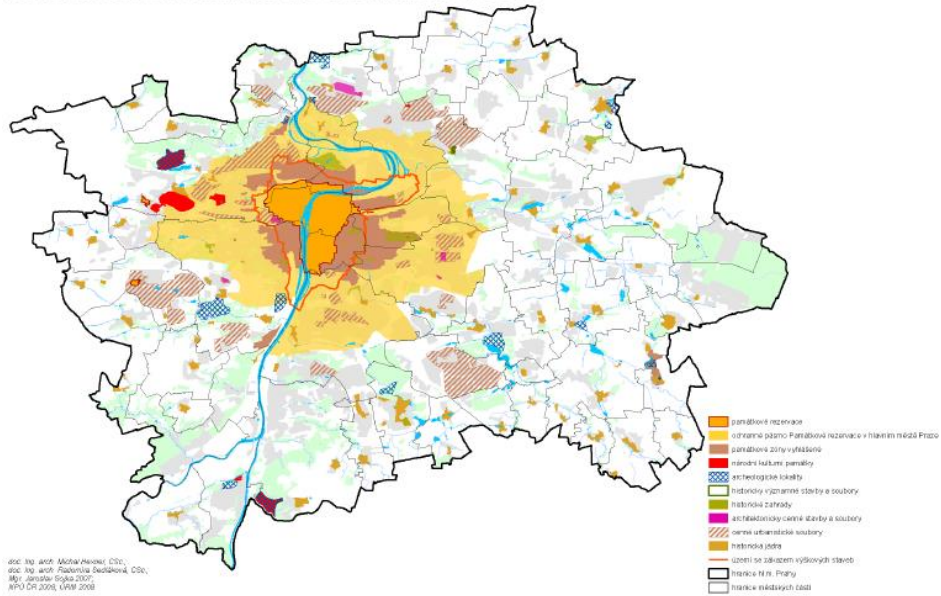 památkové rezervace
ochranné pásmo Památkové rezervace v hlavním městě Praze
památkové zóny vyhlášené
národní kulturní památky
archeologické lokality
historicky významné stavby a soubory
historické zahrady
architektonicky cenné stavby a soubory
cenné urbanistické soubory
historická jádra
území se zákazem výškových staveb
hranice hl.m. Prahy
hranice městských částí
doc. Ing. arch. Michal Hexner, CSc.,
doc. Ing. arch. Radomíra Sedláková, CSc.,
Mgr. Jaroslav Sojka 2007;
NPÚ ČR 2008, ÚRM 2008